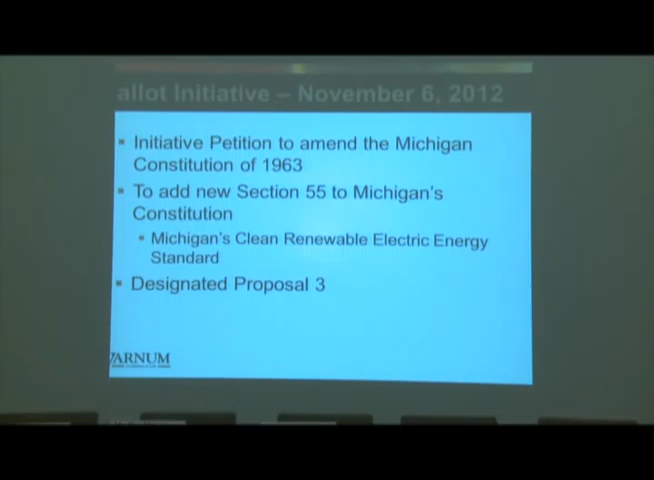 allot Initiative – November 6, 2012
Initiative Petition to amend the Michigan
Constitution of 1963
To add new Section 55 to Michigan's
Constitution
Michigan's Clean Renewable Electric Energy
Standard
Designated Proposal 3
VARNUM